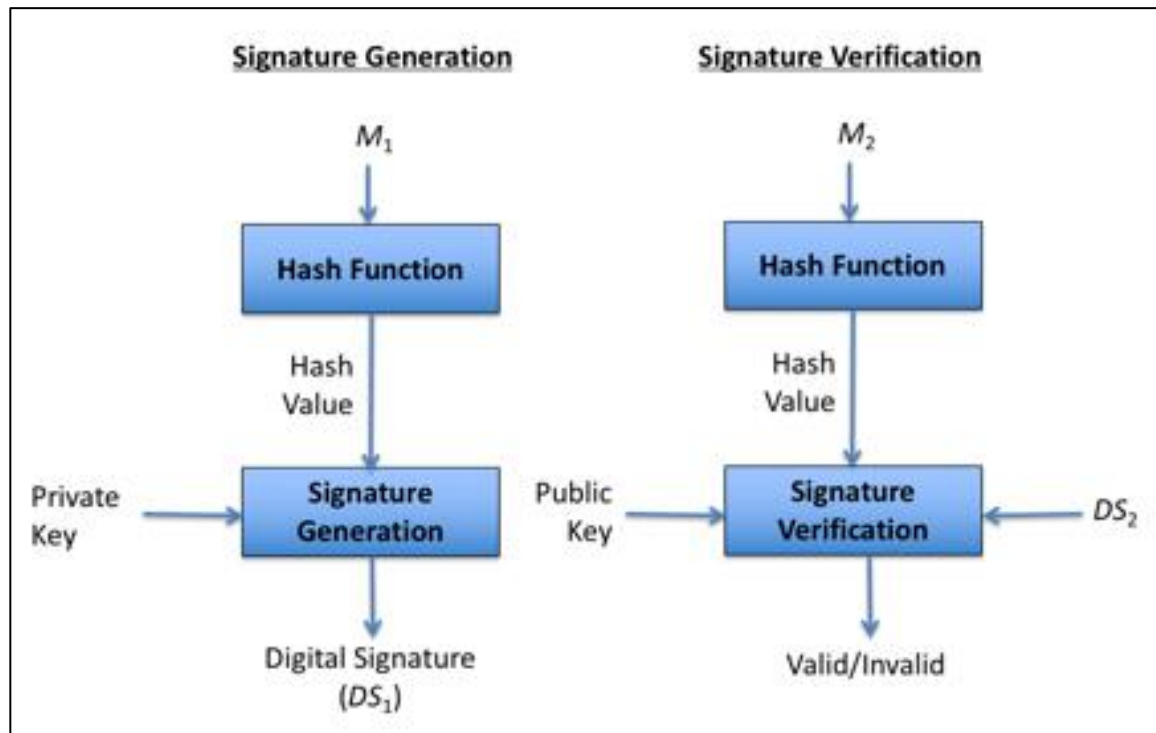 Signature Generation
M₁
Hash Function
Hash
Value
Private
Key
Signature
Generation
Digital Signature
(DS₁)
Signature Verification
M₂
Hash Function
Hash
Value
Public
Key
Signature
Verification
DS₂
Valid/Invalid